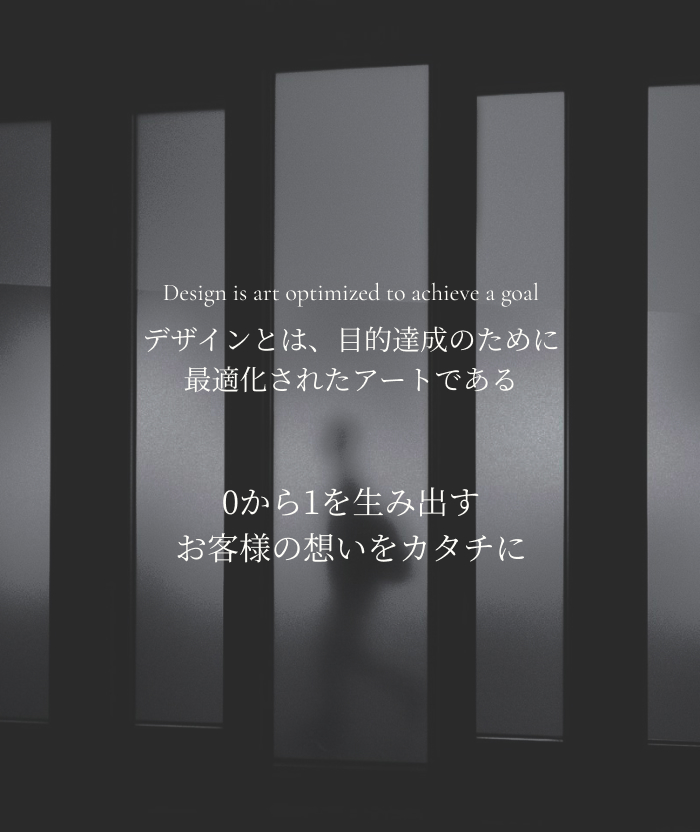 Design is art optimized to achieve a goal
デザインとは、目的達成のために
最適化されたアートである
0から1を生み出す
お客様の想いをカタチに